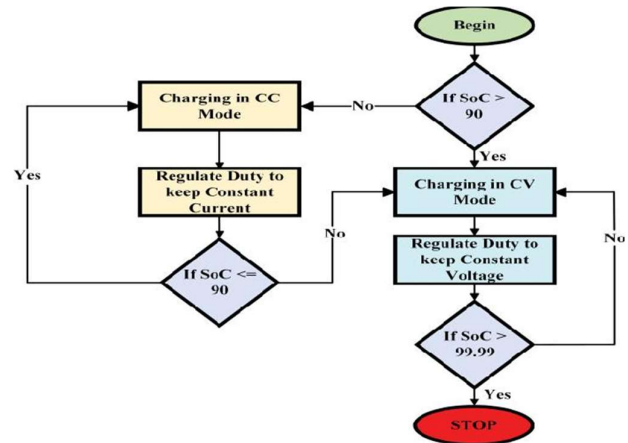 Begin
If SoC >
90
No
Yes
Charging in CC
Mode
Regulate Duty to
keep Constant
Current
If SoC <=
90
Yes
No
Charging in CV
Mode
Regulate Duty to
keep Constant
Voltage
If SoC >
99.99
No
Yes
STOP